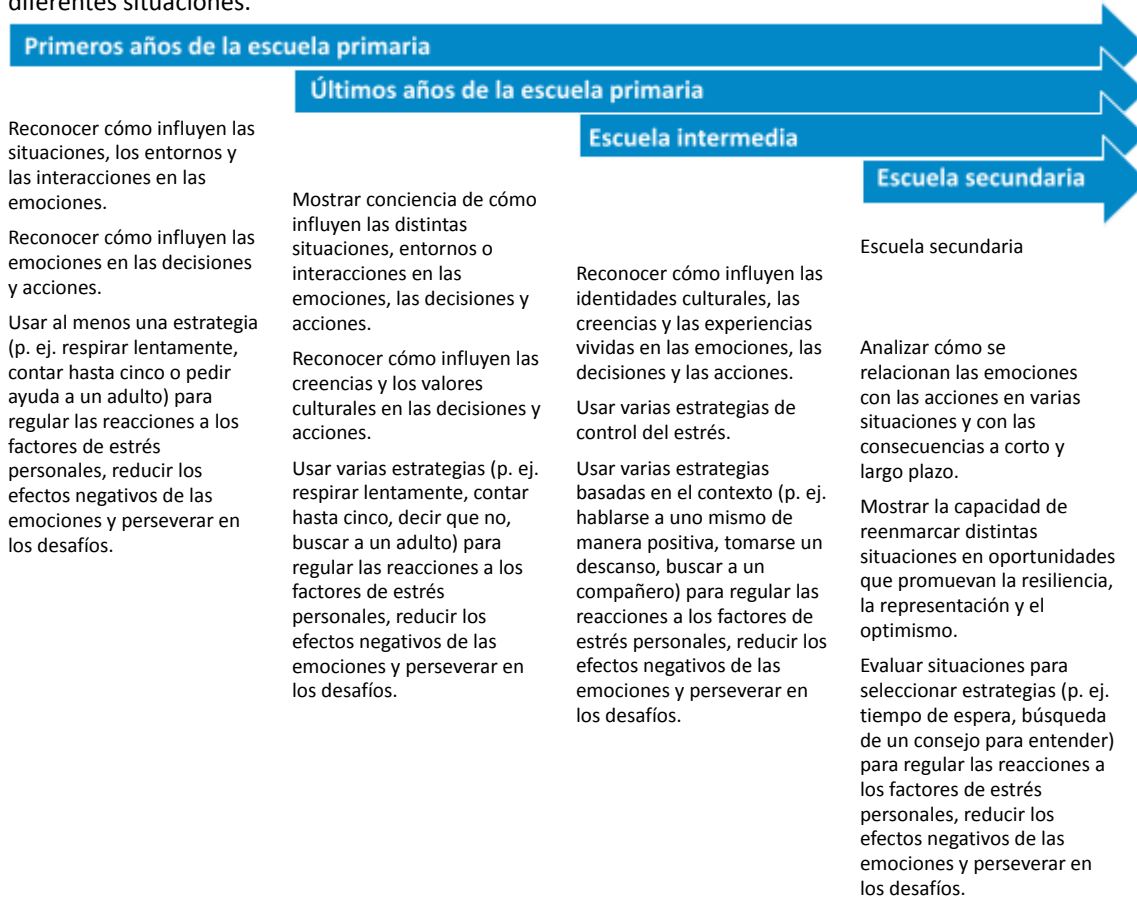 diferentes situaciones.
Primeros años de la escuela primaria
Últimos años de la escuela primaria
Escuela intermedia
Escuela secundaria
Reconocer cómo influyen las
situaciones, los entornos y
las interacciones en las
emociones.
Reconocer cómo influyen las
emociones en las decisiones
y acciones.
Usar al menos una estrategia
(p. ej. respirar lentamente,
contar hasta cinco o pedir
ayuda a un adulto) para
regular las reacciones a los
factores de estrés
personales, reducir los
efectos negativos de las
emociones y perseverar en
los desafíos.
Mostrar conciencia de cómo
influyen las distintas
situaciones, entornos o
interacciones en las
emociones, las decisiones y
acciones.
Reconocer cómo influyen las
creencias y los valores
culturales en las decisiones y
acciones.
Usar varias estrategias (p. ej.
respirar lentamente, contar
hasta cinco, decir que no,
buscar a un adulto) para
regular las reacciones a los
factores de estrés
personales, reducir los
efectos negativos de las
emociones y perseverar en
los desafíos.
Reconocer cómo influyen las
identidades culturales, las
creencias y las experiencias
vividas en las emociones, las
decisiones y las acciones.
Usar varias estrategias de
control del estrés.
Usar varias estrategias
basadas en el contexto (p. ej.
hablarse a uno mismo de
manera positiva, tomarse un
descanso, buscar a un
compañero) para regular las
reacciones a los factores de
estrés personales, reducir los
efectos negativos de las
emociones y perseverar en
los desafíos.
Escuela secundaria
Analizar cómo se
relacionan las emociones
con las acciones en varias
situaciones y con las
consecuencias a corto y
largo plazo.
Mostrar la capacidad de
reenmarcar distintas
situaciones en oportunidades
que promuevan la resiliencia,
la representación y el
optimismo.
Evaluar situaciones para
seleccionar estrategias (p. ej.
tiempo de espera, búsqueda
de un consejo para entender)
para regular las reacciones a
los factores de estrés
personales, reducir los
efectos negativos de las
emociones y perseverar en
los desafíos.